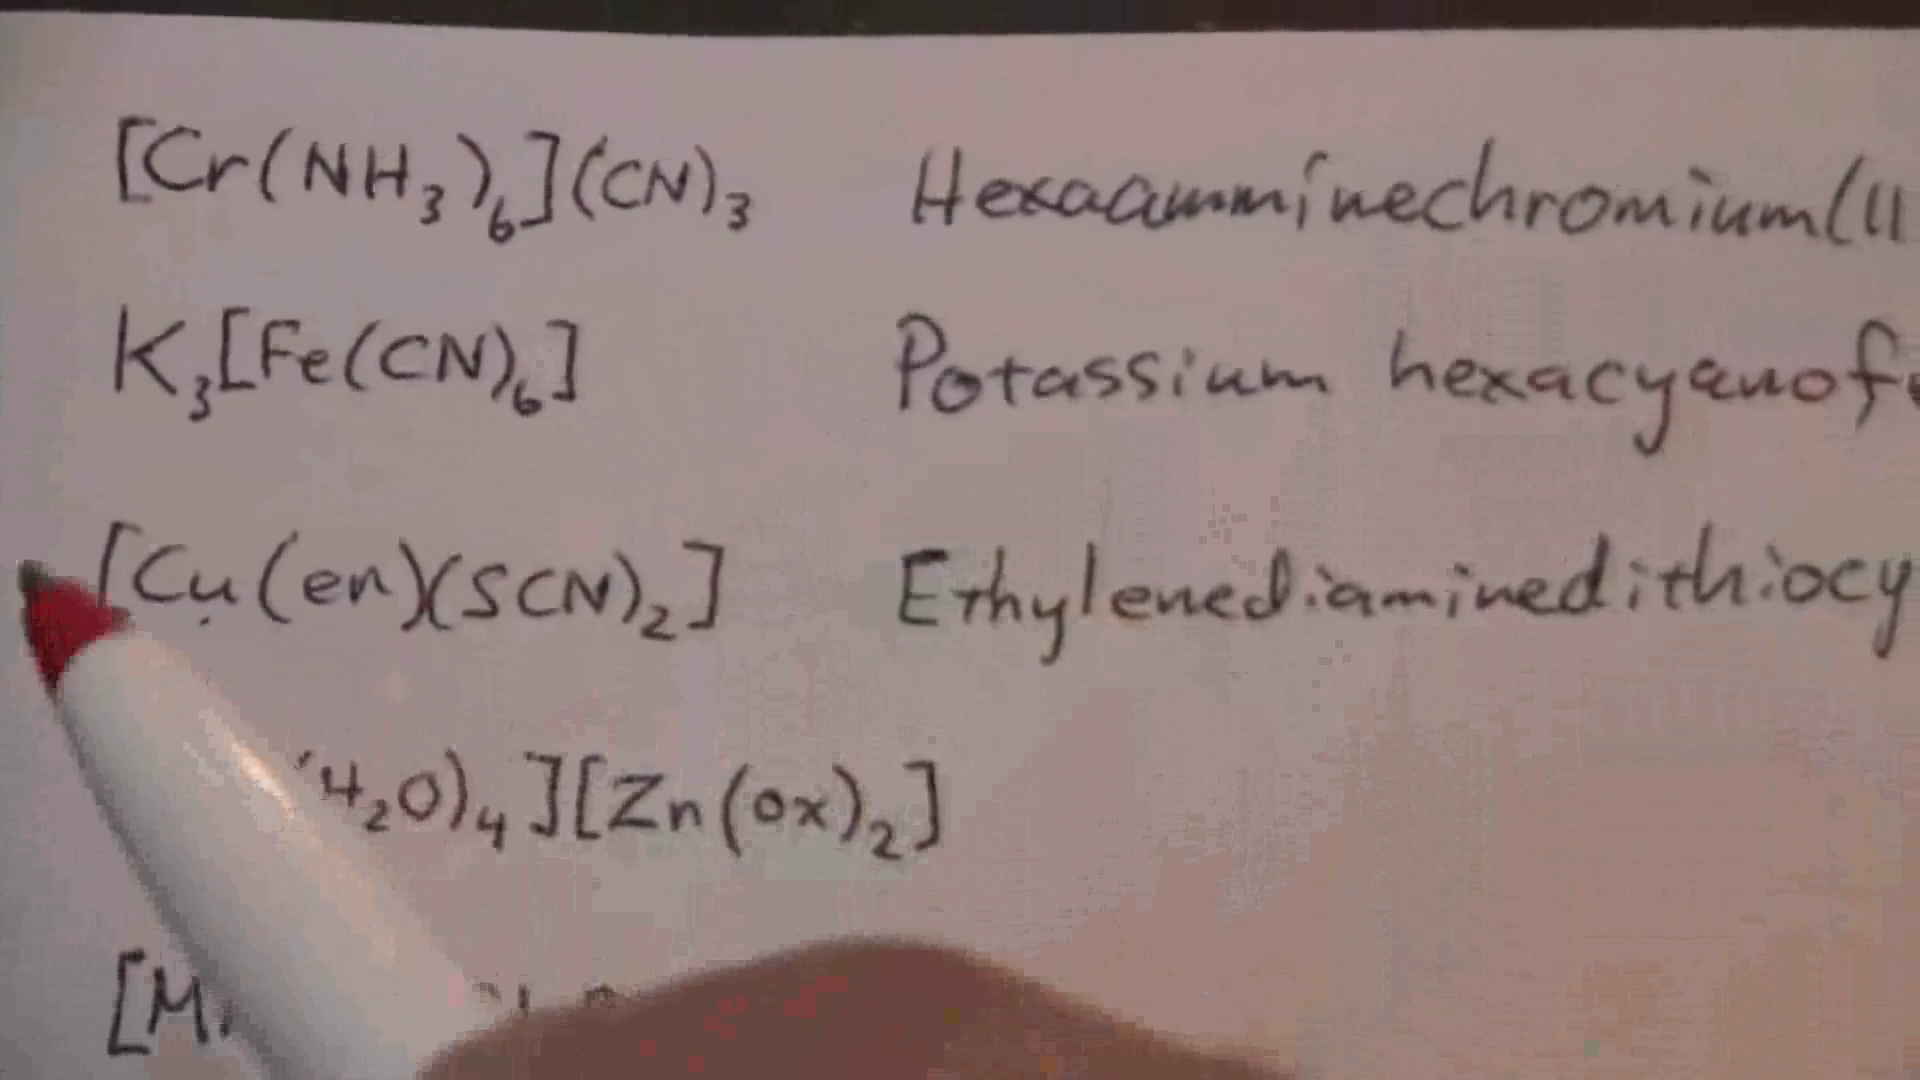 [Cr(NH₃)₆](CN)₃ Hexaamminechromium(II
K₃[Fe(CN)₆] Potassium hexacyanof
[Cu(en)(SCN)₂] Ethylenediaminedithiocy
H₂O)₄][Zn(ox)₂]
[M